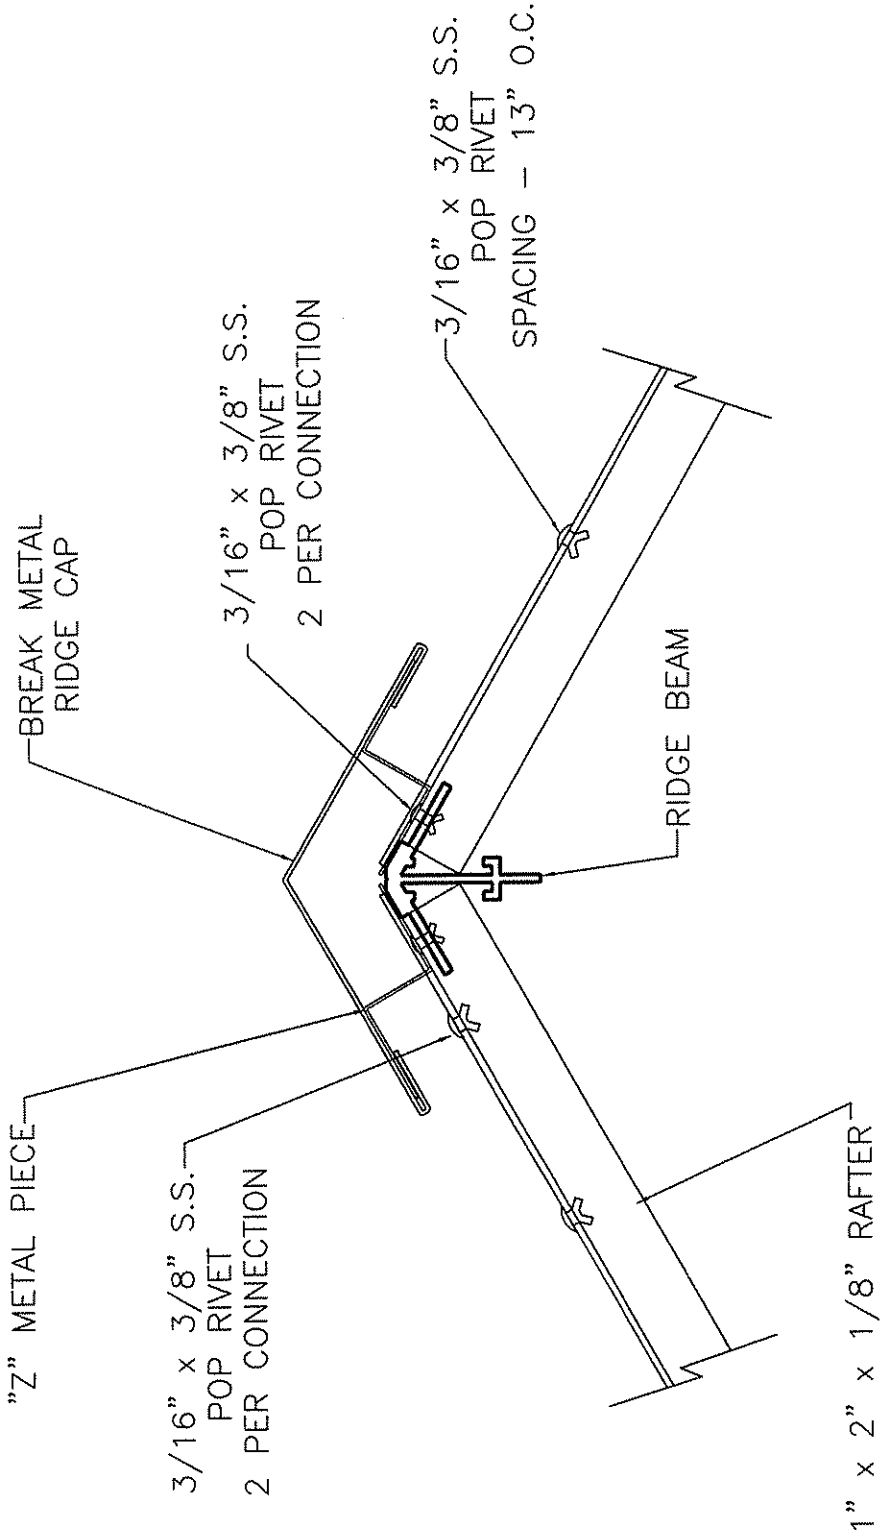 "Z" METAL PIECE
BREAK METAL
RIDGE CAP
3/16" x 3/8" S.S.
POP RIVET
2 PER CONNECTION
3/16" x 3/8" S.S.
POP RIVET
2 PER CONNECTION
3/16" x 3/8" S.S.
POP RIVET
SPACING – 13" O.C.
RIDGE BEAM
1" x 2" x 1/8" RAFTER